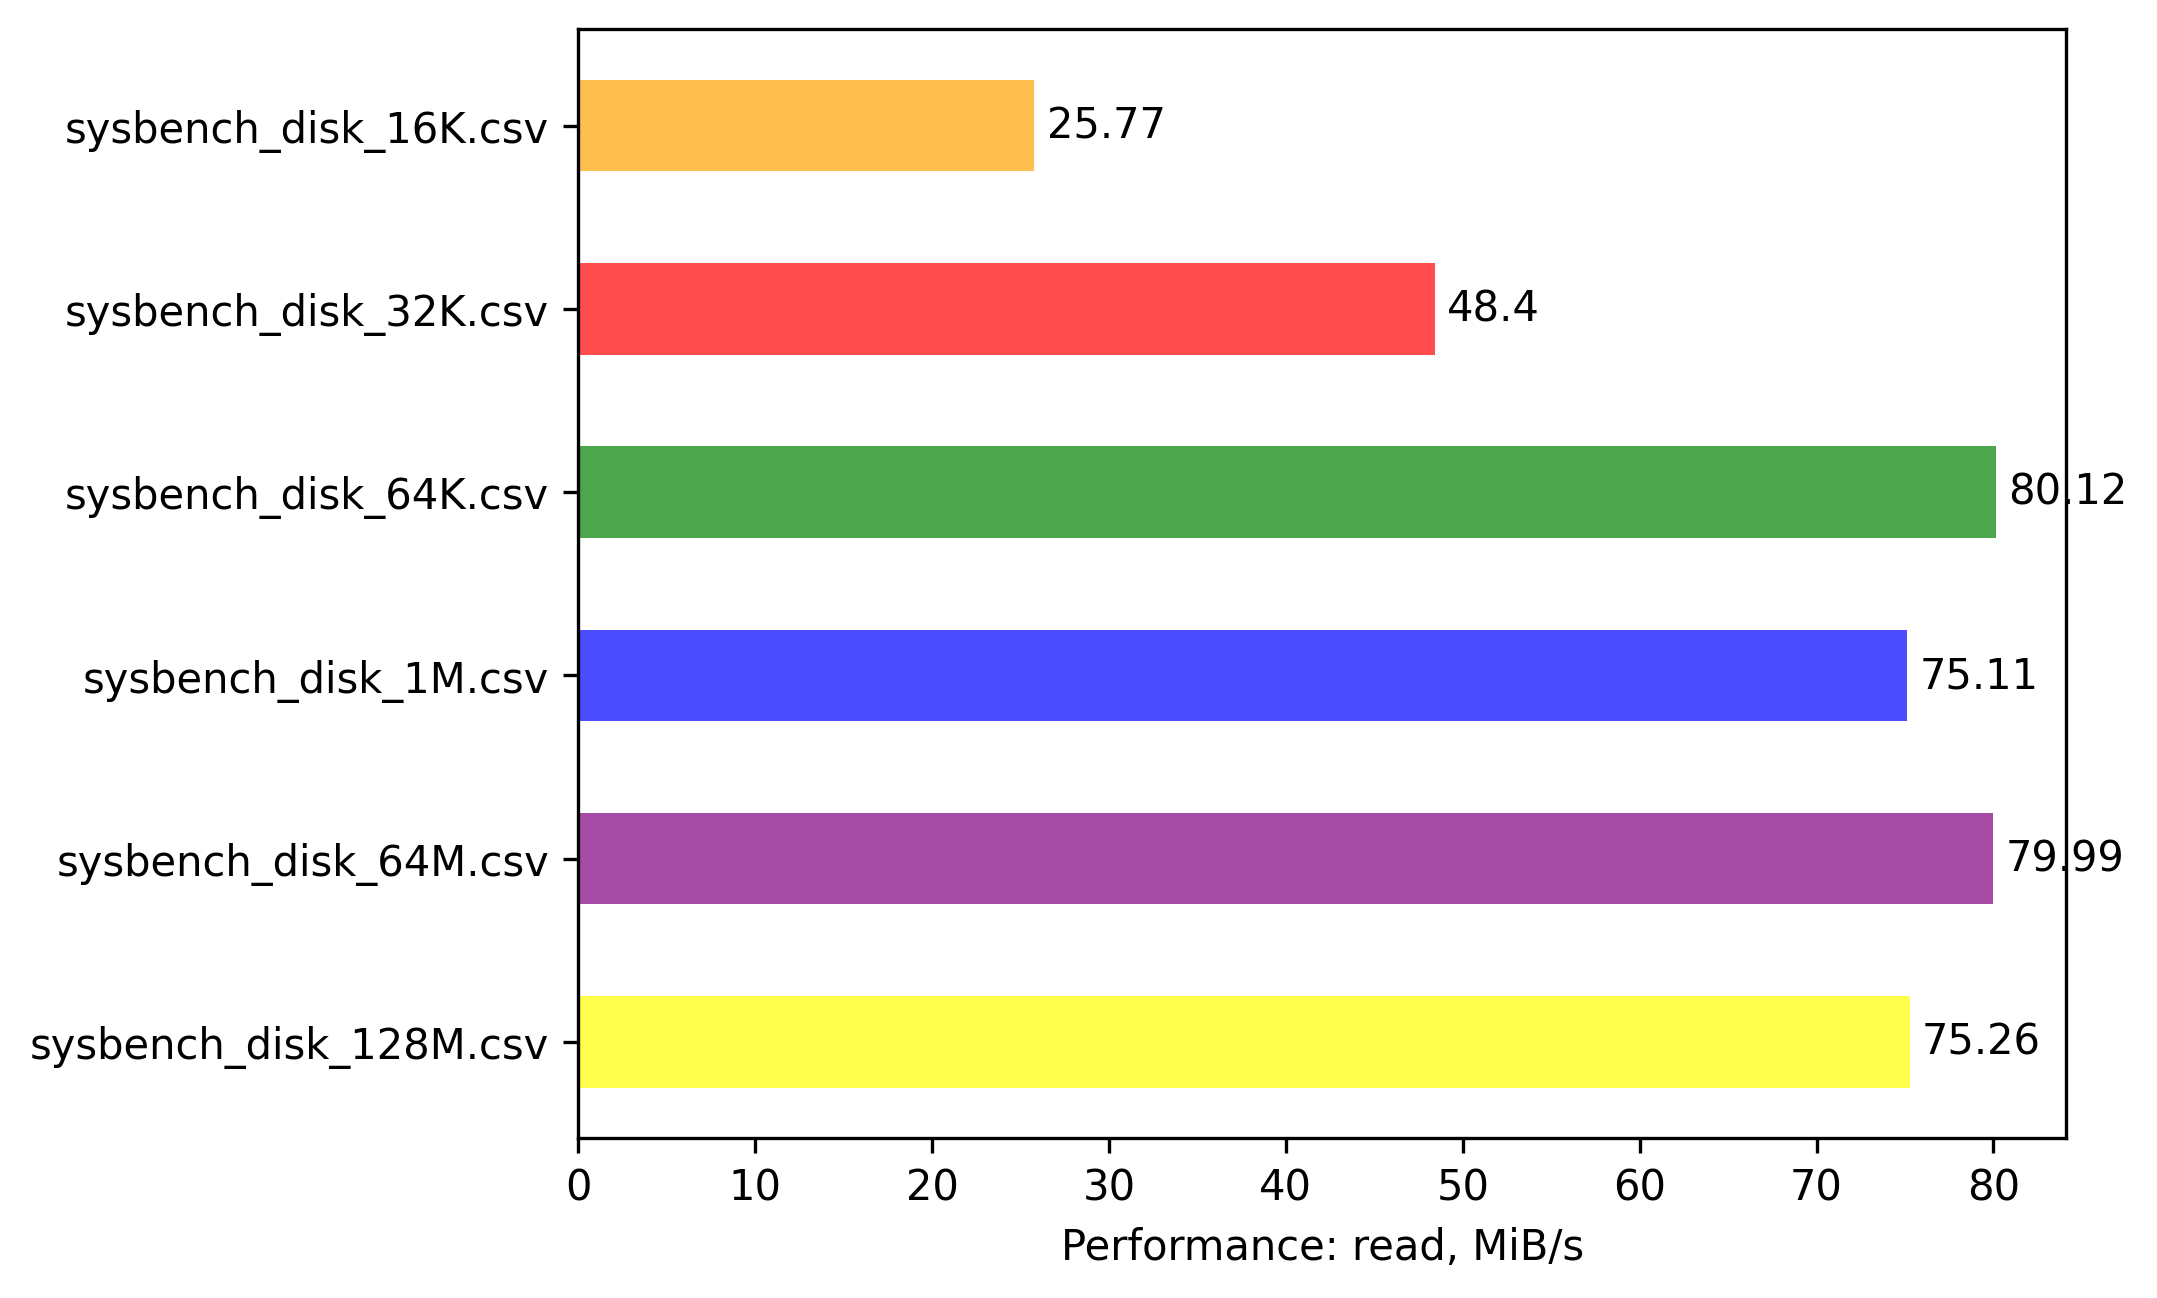 sysbench_disk_16K.csv
25.77
sysbench_disk_32K.csv
48.4
sysbench_disk_64K.csv
80.12
sysbench_disk_1M.csv
75.11
sysbench_disk_64M.csv
79.99
sysbench_disk_128M.csv
75.26
0 10 20 30 40 50 60 70 80
Performance: read, MiB/s